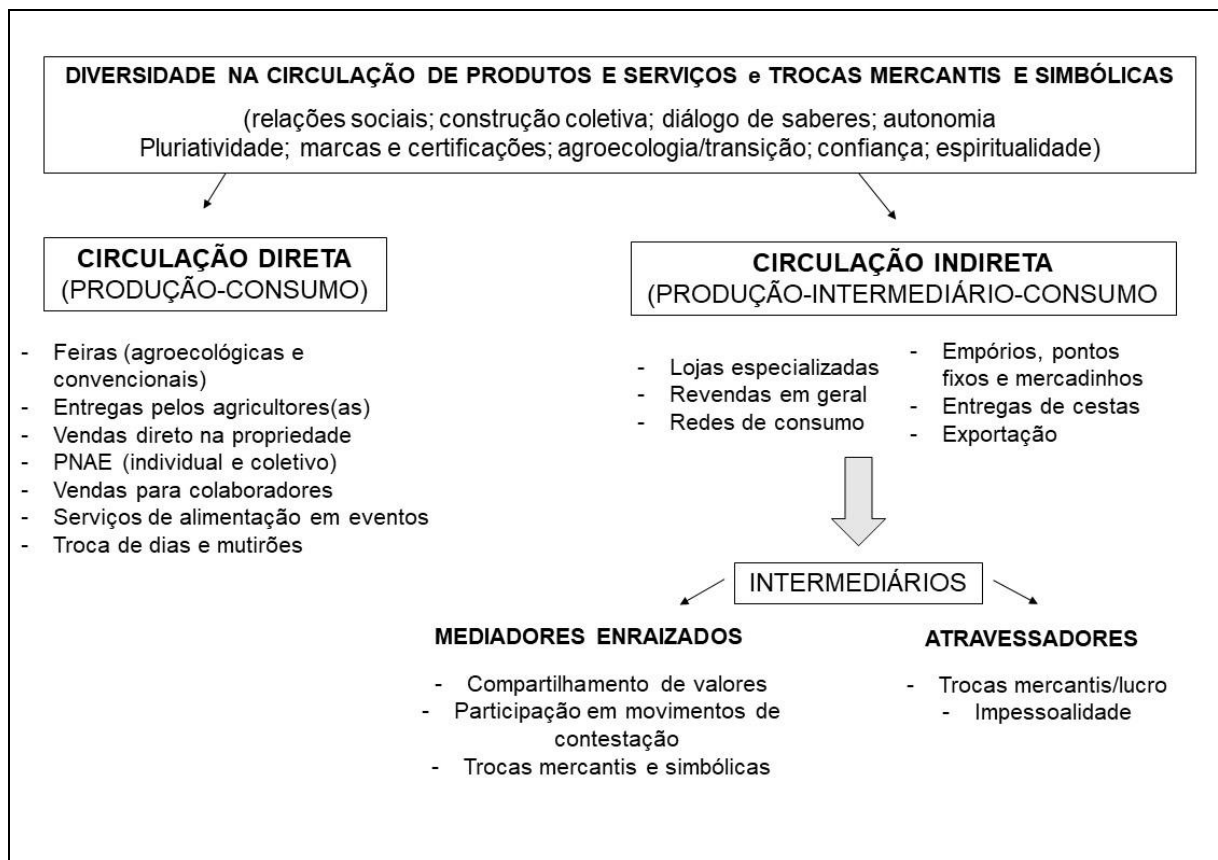 DIVERSIDADE NA CIRCULAÇÃO DE PRODUTOS E SERVIÇOS e TROCAS MERCANTIS E SIMBÓLICAS
(relações sociais; construção coletiva; diálogo de saberes; autonomia
Pluriatividade; marcas e certificações; agroecologia/transição; confiança; espiritualidade)
CIRCULAÇÃO DIRETA
(PRODUÇÃO-CONSUMO)
- Feiras (agroecológicas e
convencionais)
- Entregas pelos agricultores(as)
- Vendas direto na propriedade
- PNAE (individual e coletivo)
- Vendas para colaboradores
- Serviços de alimentação em eventos
- Troca de dias e mutirões
CIRCULAÇÃO INDIRETA
(PRODUÇÃO-INTERMEDIÁRIO-CONSUMO
- Lojas especializadas
- Revendas em geral
- Redes de consumo
- Empórios, pontos
fixos e mercadinhos
- Entregas de cestas
- Exportação
INTERMEDIÁRIOS
MEDIADORES ENRAIZADOS
- Compartilhamento de valores
- Participação em movimentos de
contestação
- Trocas mercantis e simbólicas
ATRAVESSADORES
- Trocas mercantis/lucro
- Impessoalidade